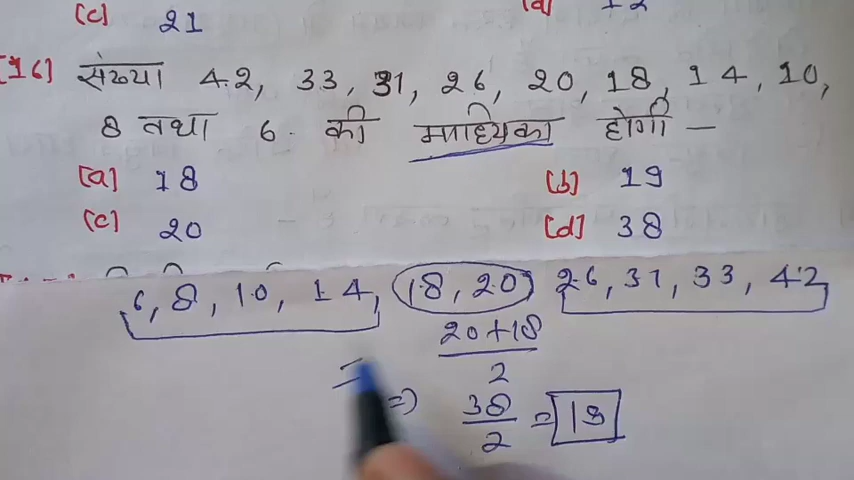 (c) 21
[16] संख्या 42, 33, 31, 26, 20, 18, 14, 10,
8 तथा 6. की माध्यिका होगी —
[a] 18 [b] 19
[c] 20 [d] 38
6, 8, 10, 14, 18, 20, 26, 31, 33, 42
20+18
2
=> 38 = 19
2